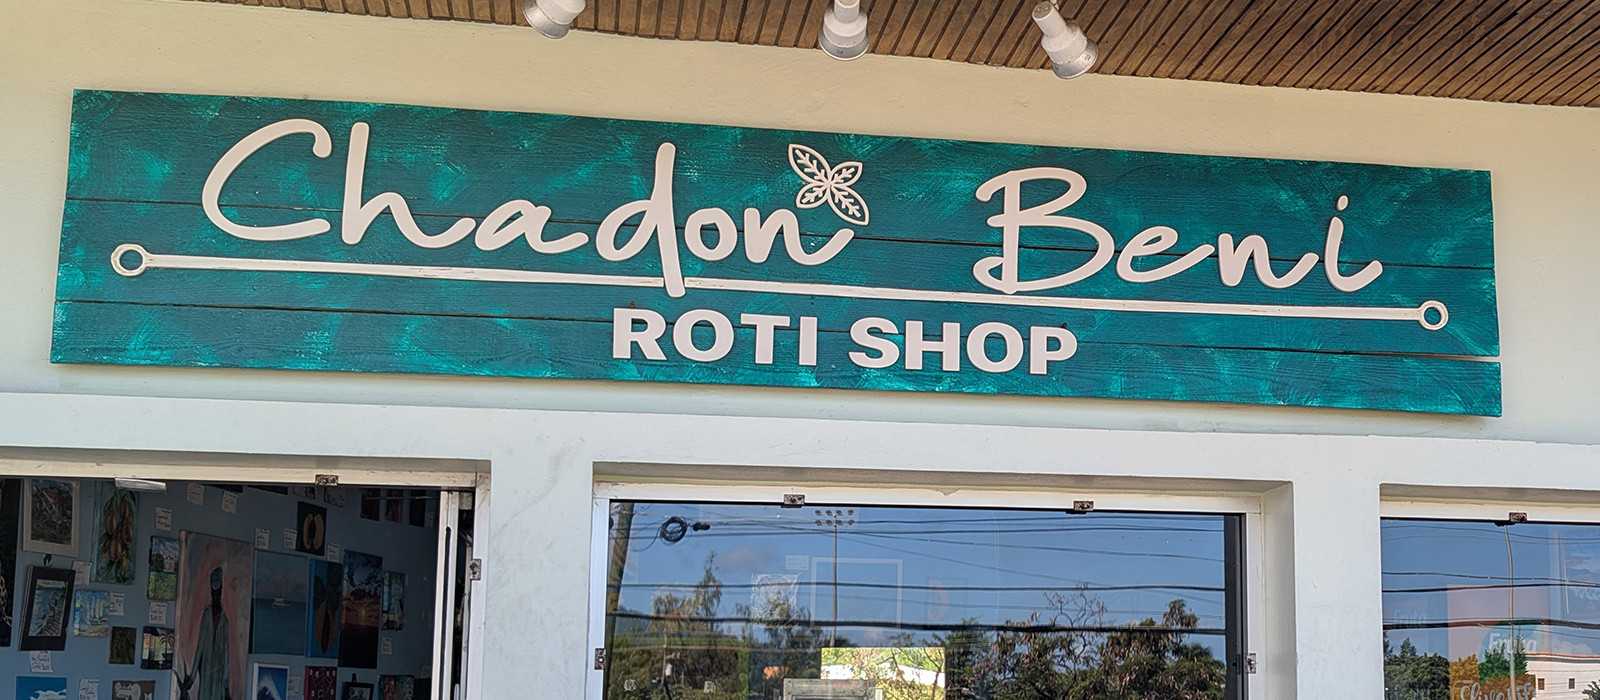 Chadon Beni
ROTI SHOP